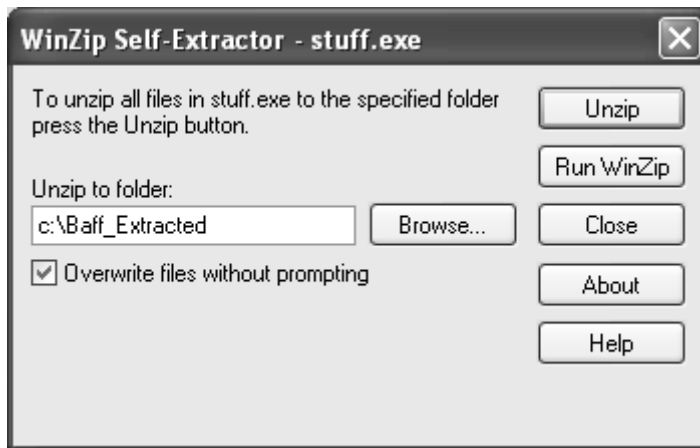 WinZip Self-Extractor - stuff.exe
To unzip all files in stuff.exe to the specified folder
press the Unzip button.
Unzip to folder:
c:\Baff_Extracted
Browse...
Overwrite files without prompting
Unzip
Run WinZip
Close
About
Help